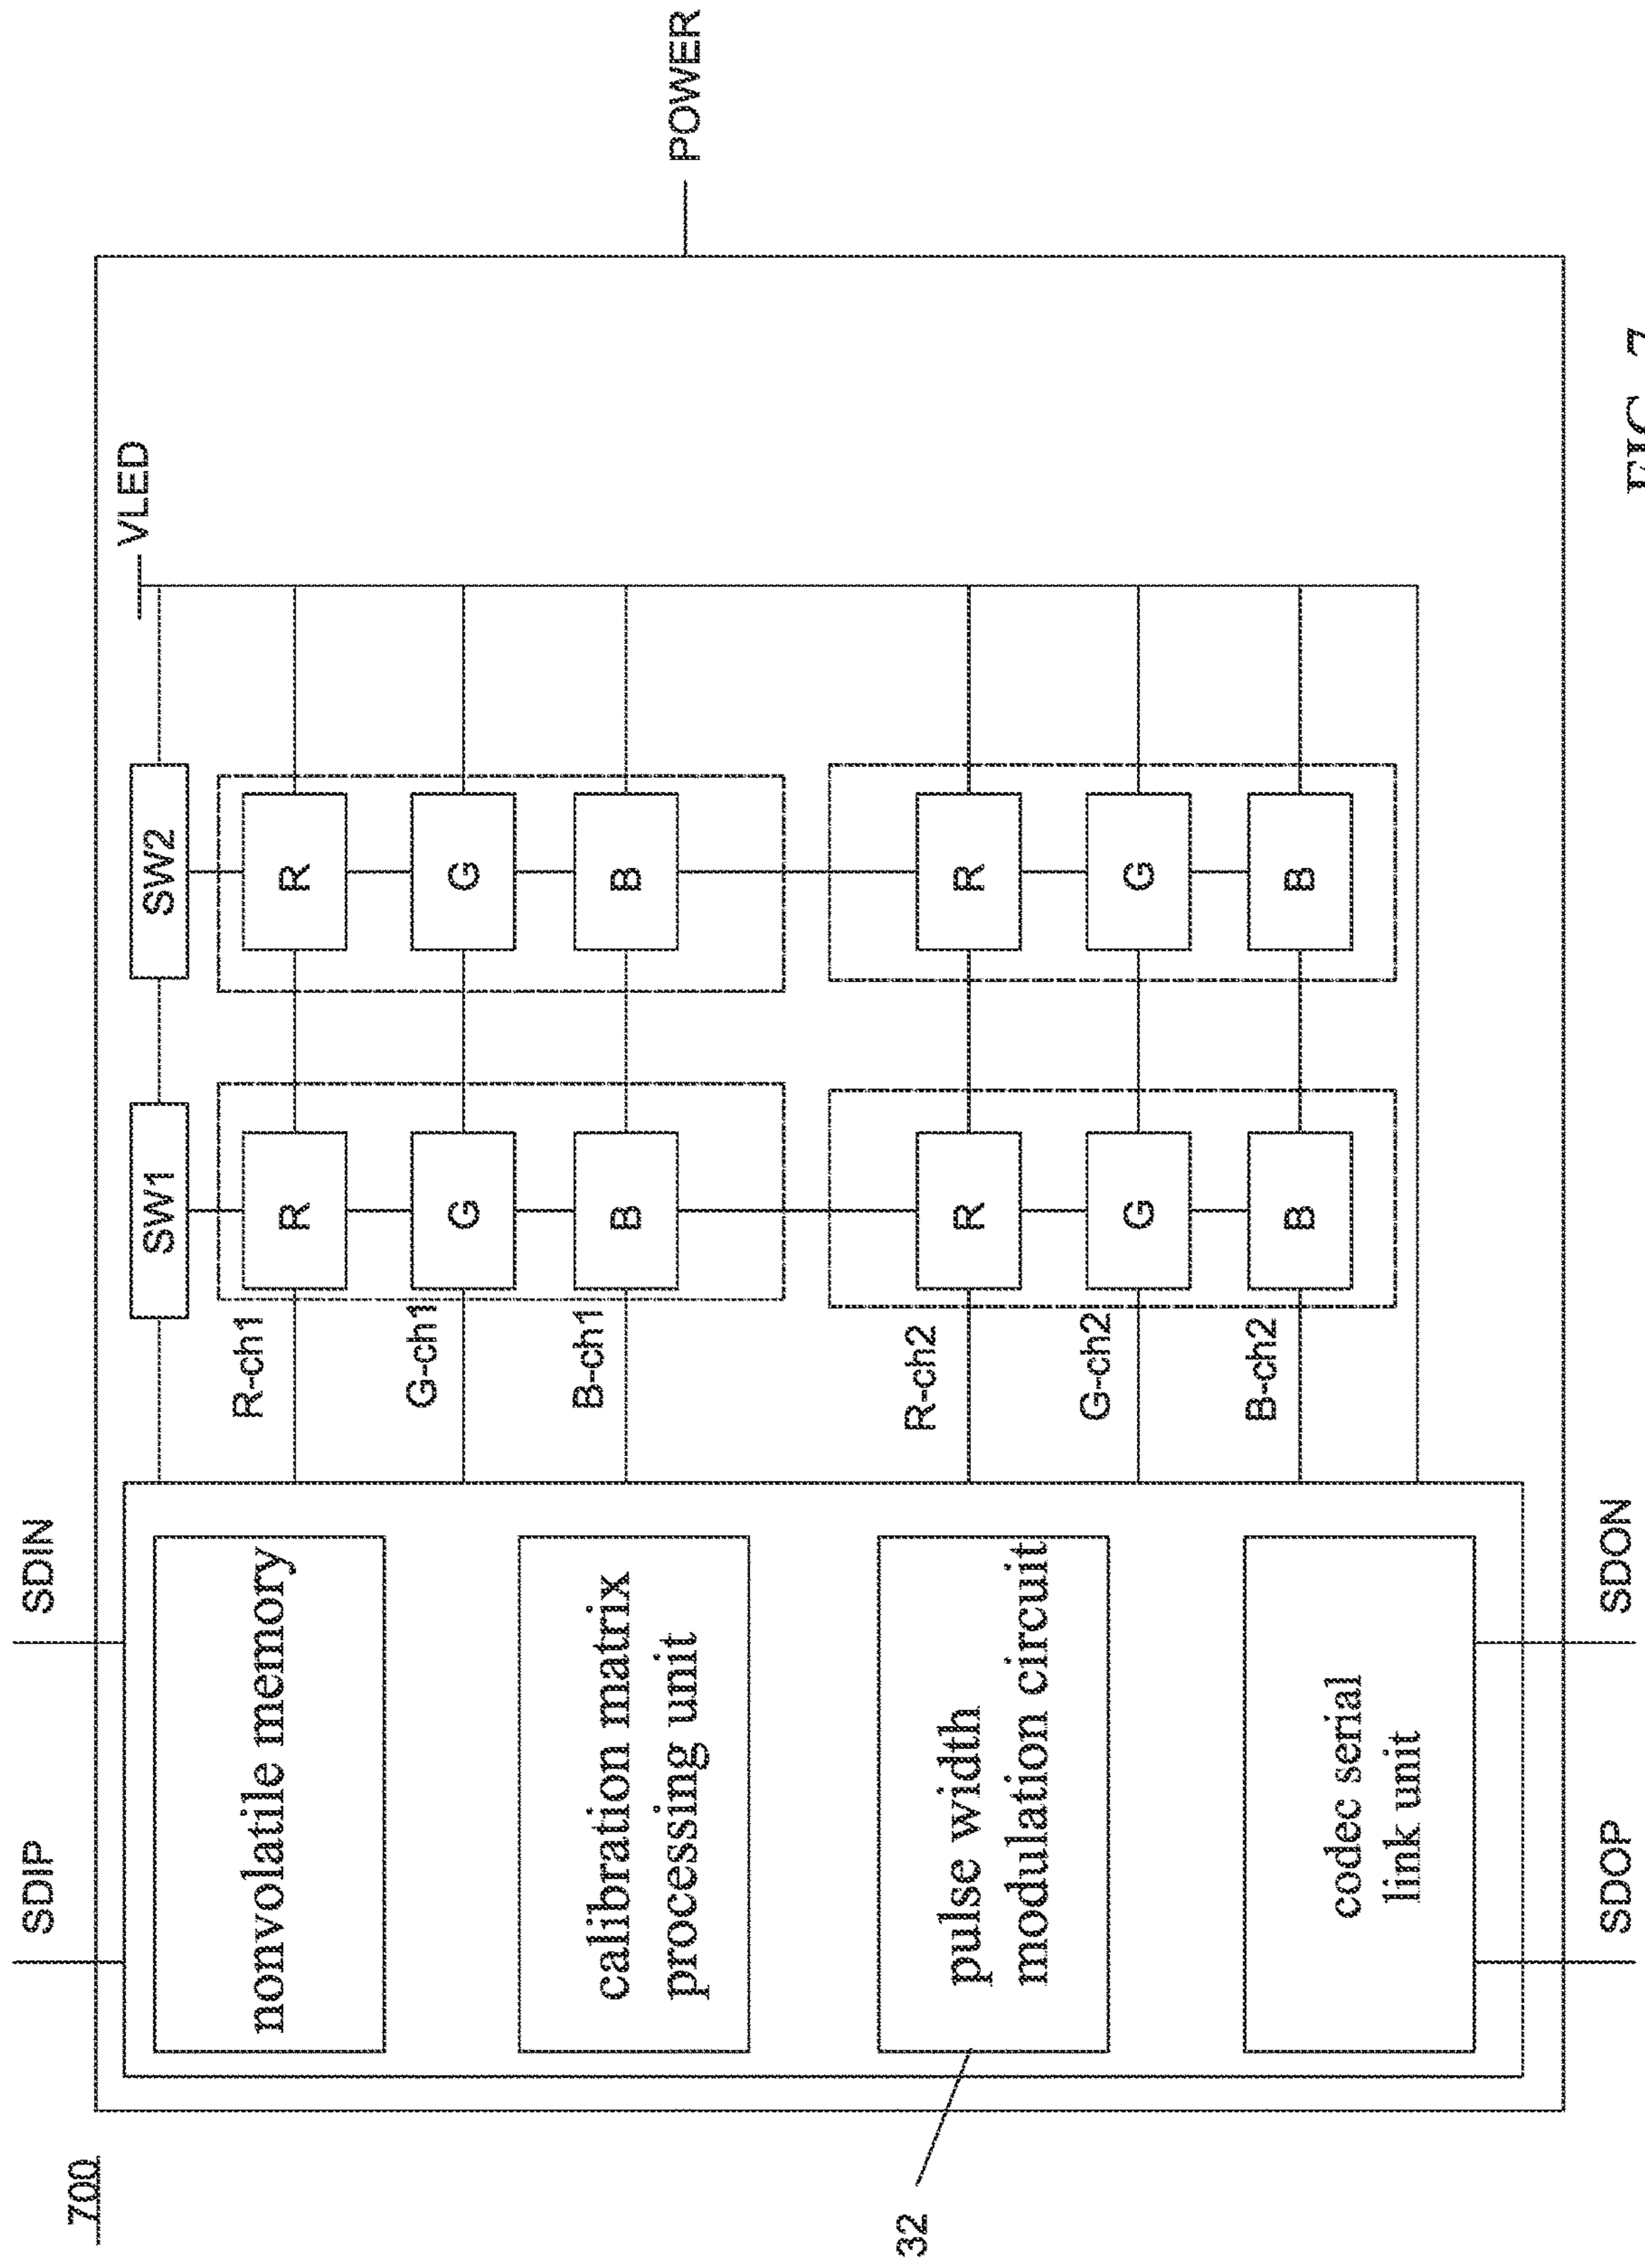 700
SDIP
SDIN
nonvolatile memory
calibration matrix
processing unit
pulse width
modulation circuit
codec serial
link unit
32
SDOP
SDON
SW1
SW2
VLED
R-ch1
R
R
G-ch1
G
G
B-ch1
B
B
R-ch2
R
R
G-ch2
G
G
B-ch2
B
B
POWER